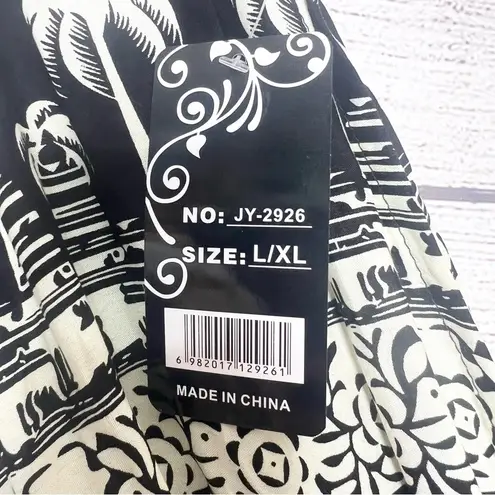 NO: JY-2926
SIZE: L/XL
6 982017 129261
MADE IN CHINA